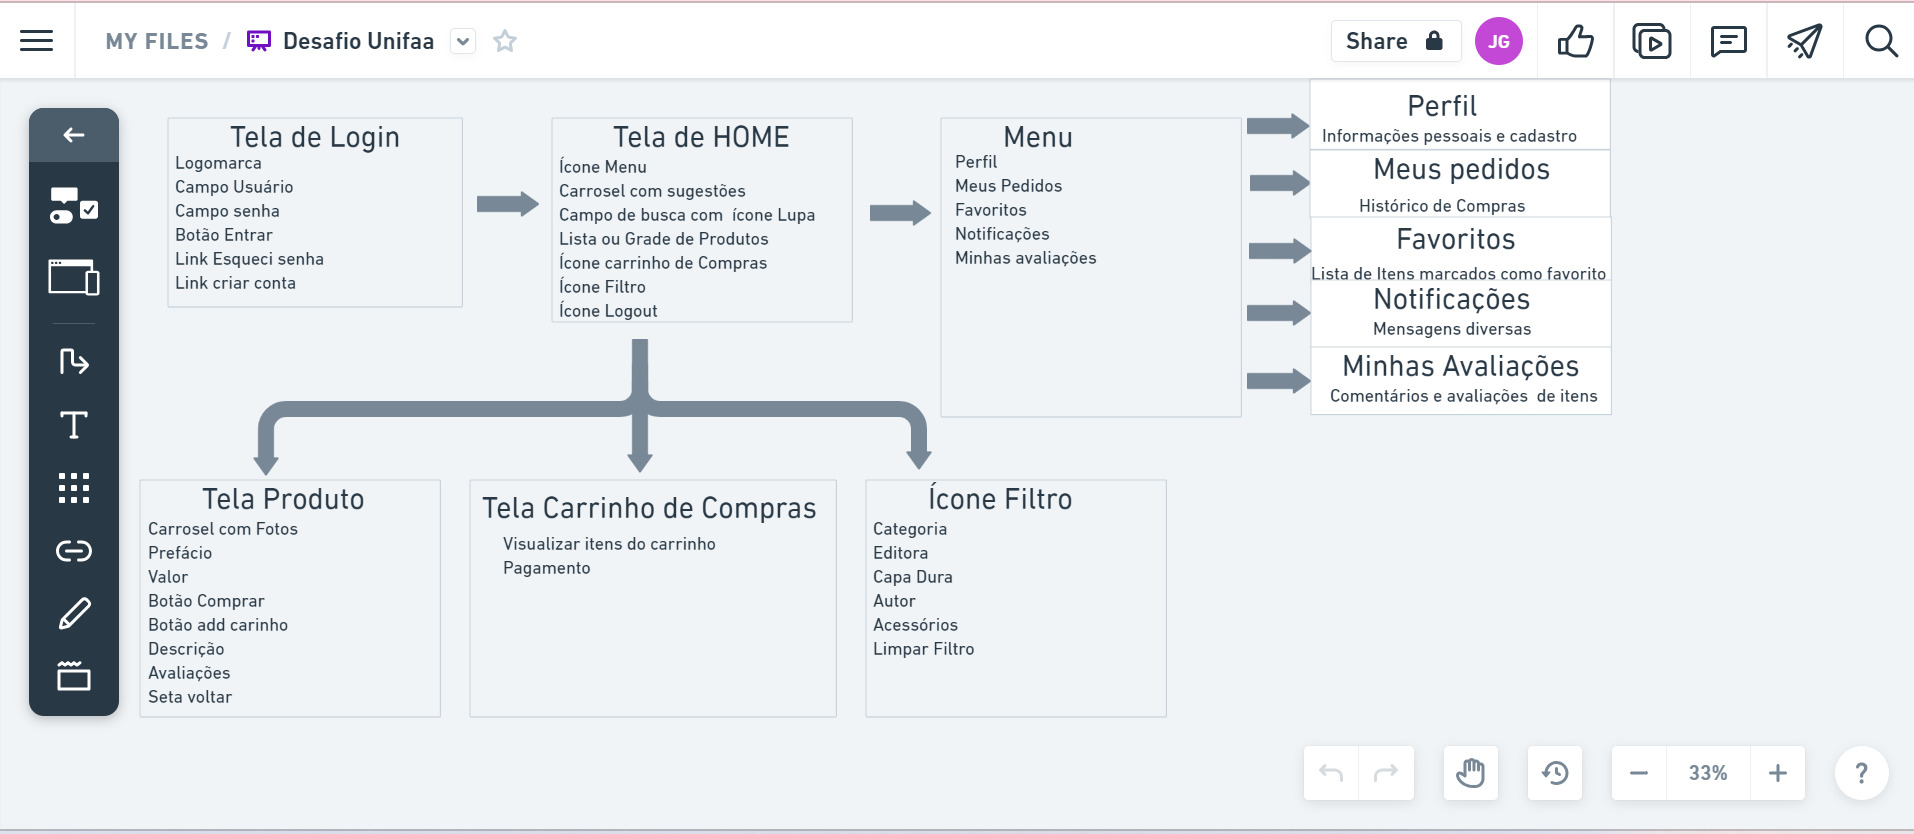 MY FILES / Desafio Unifaa
Share
JG
Tela de Login
Logomarca
Campo Usuário
Campo senha
Botão Entrar
Link Esqueci senha
Link criar conta
Tela de HOME
Ícone Menu
Carrosel com sugestões
Campo de busca com  ícone Lupa
Lista ou Grade de Produtos
Ícone carrinho de Compras
Ícone Filtro
Ícone Logout
Menu
Perfil
Meus Pedidos
Favoritos
Notificações
Minhas avaliações
Perfil
Informações pessoais e cadastro
Meus pedidos
Histórico de Compras
Favoritos
Lista de Itens marcados como favorito
Notificações
Mensagens diversas
Minhas Avaliações
Comentários e avaliações  de itens
Tela Produto
Carrosel com Fotos
Prefácio
Valor
Botão Comprar
Botão add carinho
Descrição
Avaliações
Seta voltar
Tela Carrinho de Compras
Visualizar itens do carrinho
Pagamento
Ícone Filtro
Categoria
Editora
Capa Dura
Autor
Acessórios
Limpar Filtro
33%
?